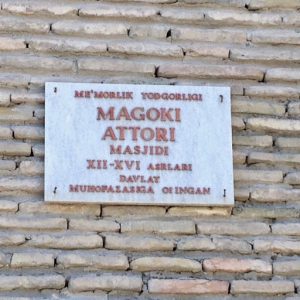 ME'MORLIK YODGORLIGI
MAGOKI
ATTORI
MASJIDI
XII-XVI ASRLARI
DAVLAT
MUHOFAZASIGA OLINGAN